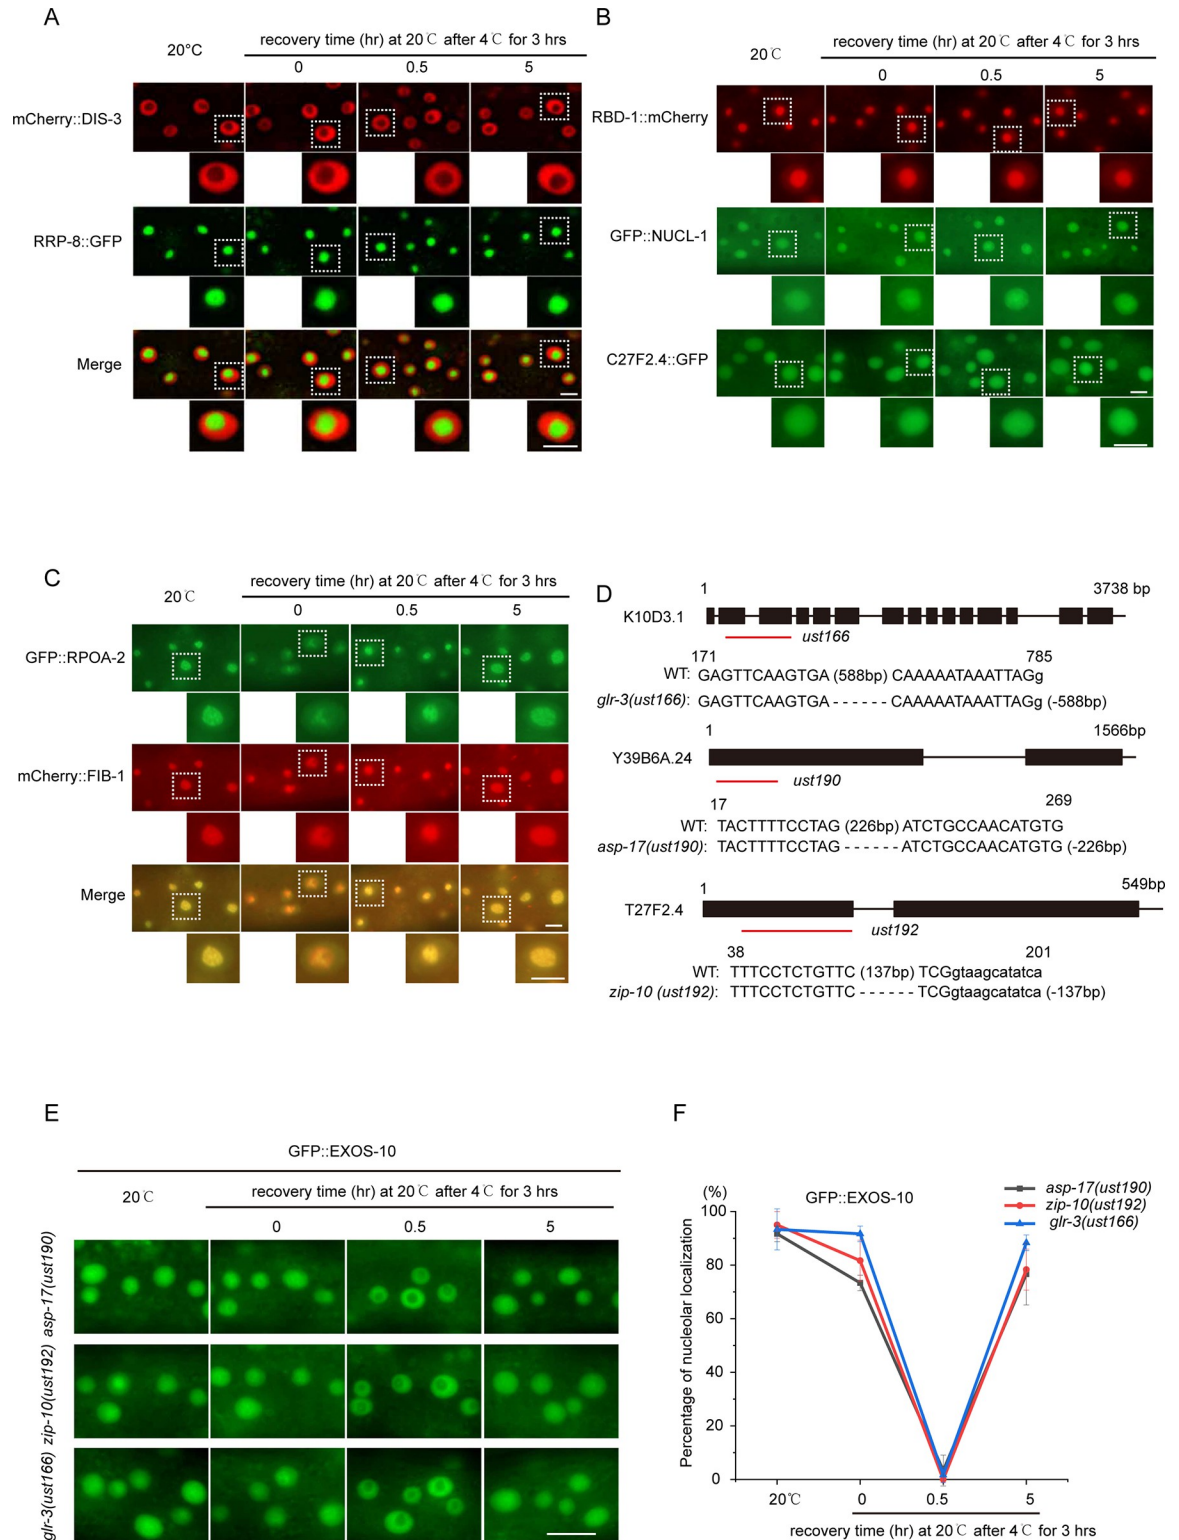 A
20°C
recovery time (hr) at 20℃ after 4℃ for 3 hrs
0 0.5 5
mCherry::DIS-3
RRP-8::GFP
Merge
B
20℃
recovery time (hr) at 20℃ after 4℃ for 3 hrs
0 0.5 5
RBD-1::mCherry
GFP::NUCL-1
C27F2.4::GFP
C
20℃
recovery time (hr) at 20℃ after 4℃ for 3 hrs
0 0.5 5
GFP::RPOA-2
mCherry::FIB-1
Merge
D
1 3738 bp
K10D3.1
ust166
171 785
WT: GAGTTCAAGTGA (588bp) CAAAAATAAATTAGg
glr-3(ust166): GAGTTCAAGTGA - - - - - - CAAAAATAAATTAGg (-588bp)
1 1566bp
Y39B6A.24
ust190
17 269
WT: TACTTTTCCTAG (226bp) ATCTGCCAACATGTG
asp-17(ust190): TACTTTTCCTAG - - - - - - ATCTGCCAACATGTG (-226bp)
1 549bp
T27F2.4
ust192
38 201
WT: TTTCCTCTGTTC (137bp) TCGgtaagcatatca
zip-10 (ust192): TTTCCTCTGTTC - - - - - - TCGgtaagcatatca (-137bp)
E
GFP::EXOS-10
20℃
recovery time (hr) at 20℃ after 4℃ for 3 hrs
0 0.5 5
asp-17(ust190)
zip-10(ust192)
glr-3(ust166)
F
(%)
GFP::EXOS-10
asp-17(ust190)
zip-10(ust192)
glr-3(ust166)
Percentage of nucleolar localization
100
80
60
40
20
0
20℃ 0 0.5 5
recovery time (hr) at 20℃ after 4℃ for 3 hrs